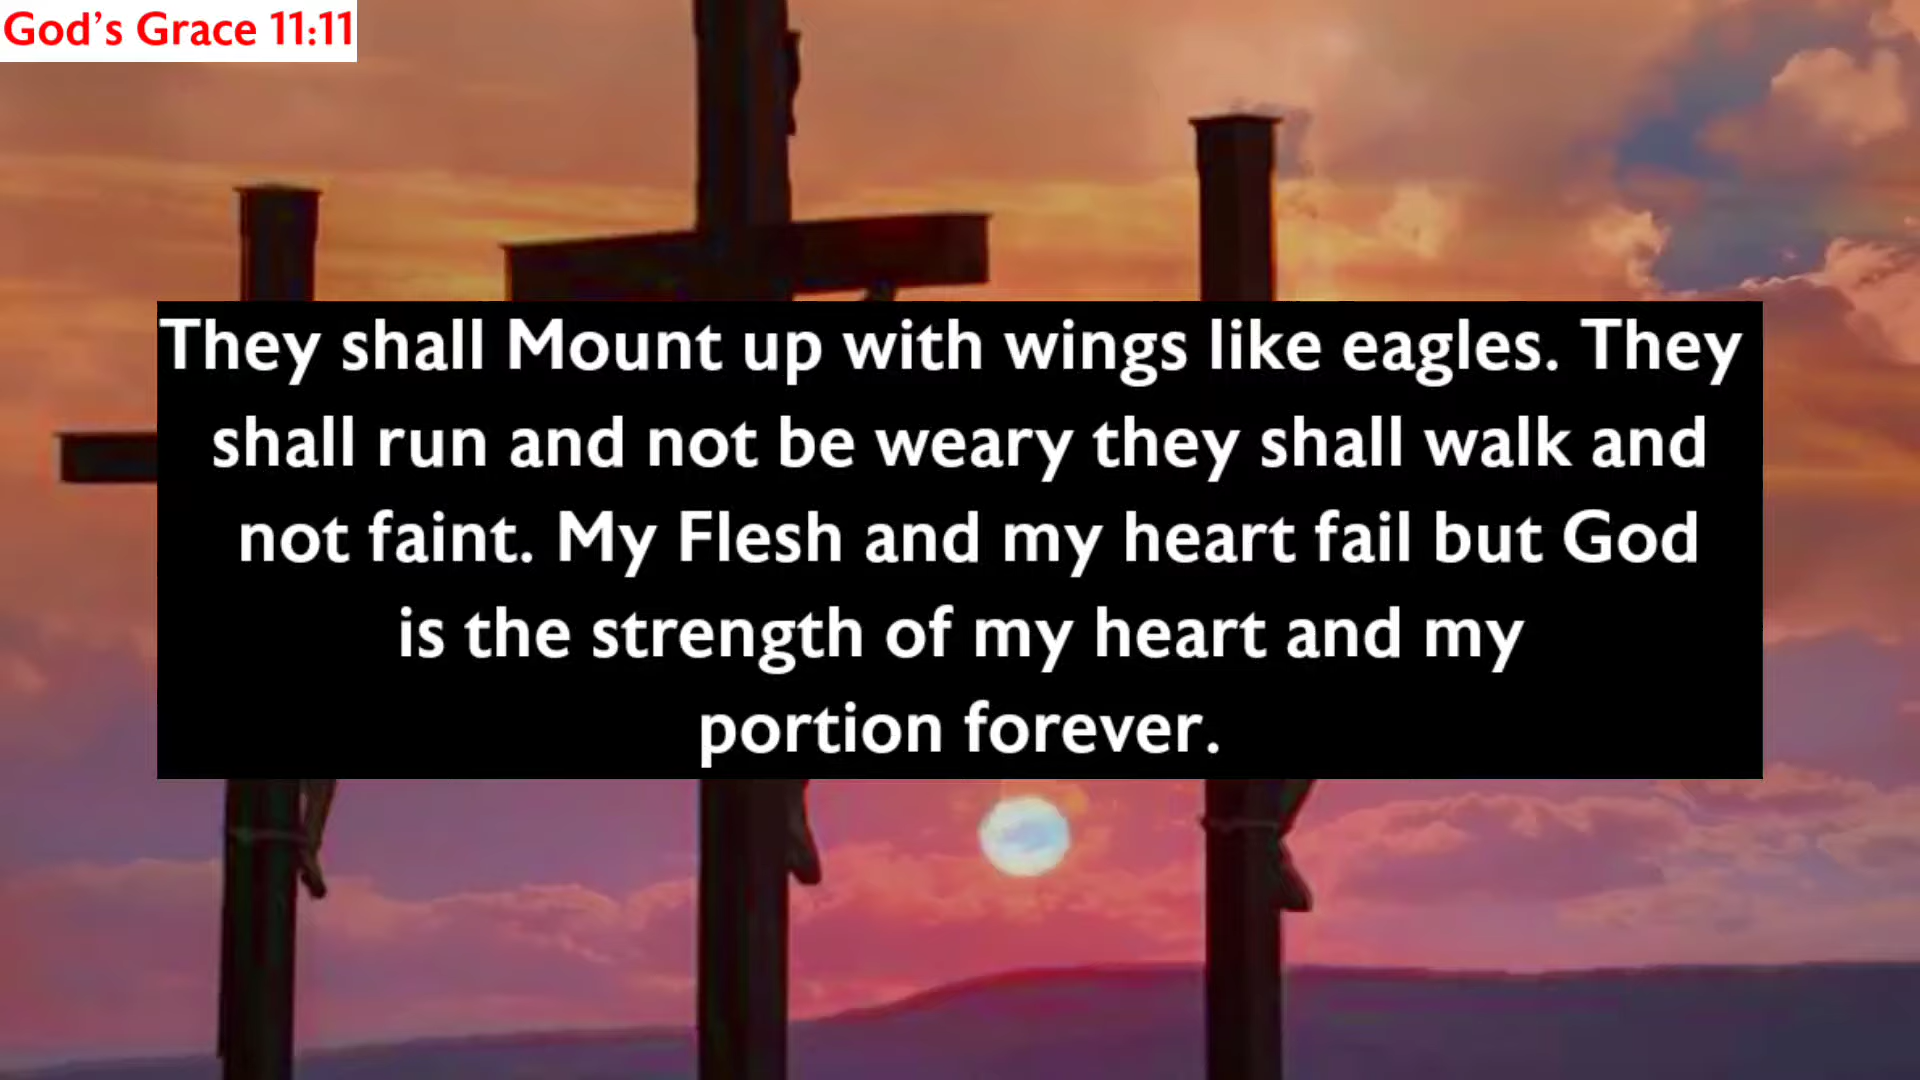 God’s Grace 11:11
They shall Mount up with wings like eagles. They
shall run and not be weary they shall walk and
not faint. My Flesh and my heart fail but God
is the strength of my heart and my
portion forever.